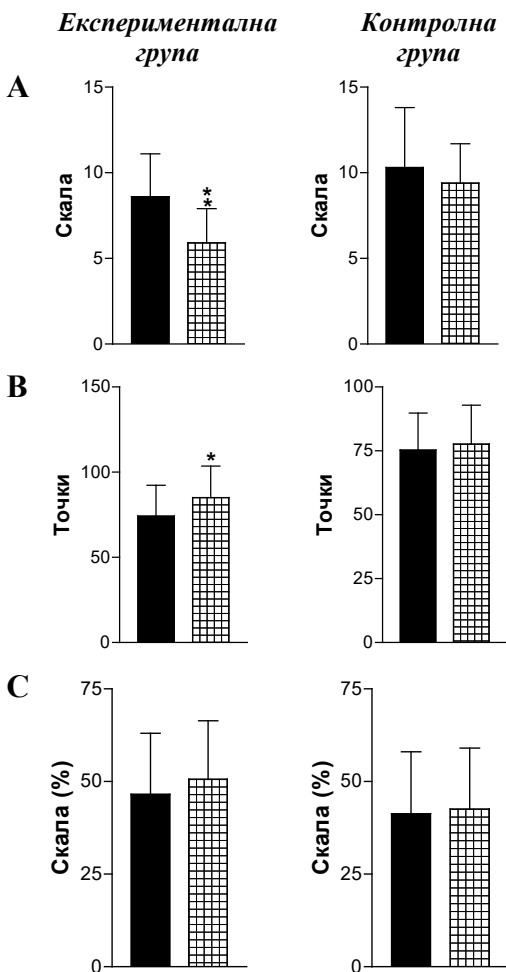 Експериментална
група
Контролна
група
A
Скала
15
10
5
0
**
Скала
15
10
5
0
B
Точки
150
100
50
0
*
Точки
100
75
50
25
0
C
Скала (%)
75
50
25
0
Скала (%)
75
50
25
0